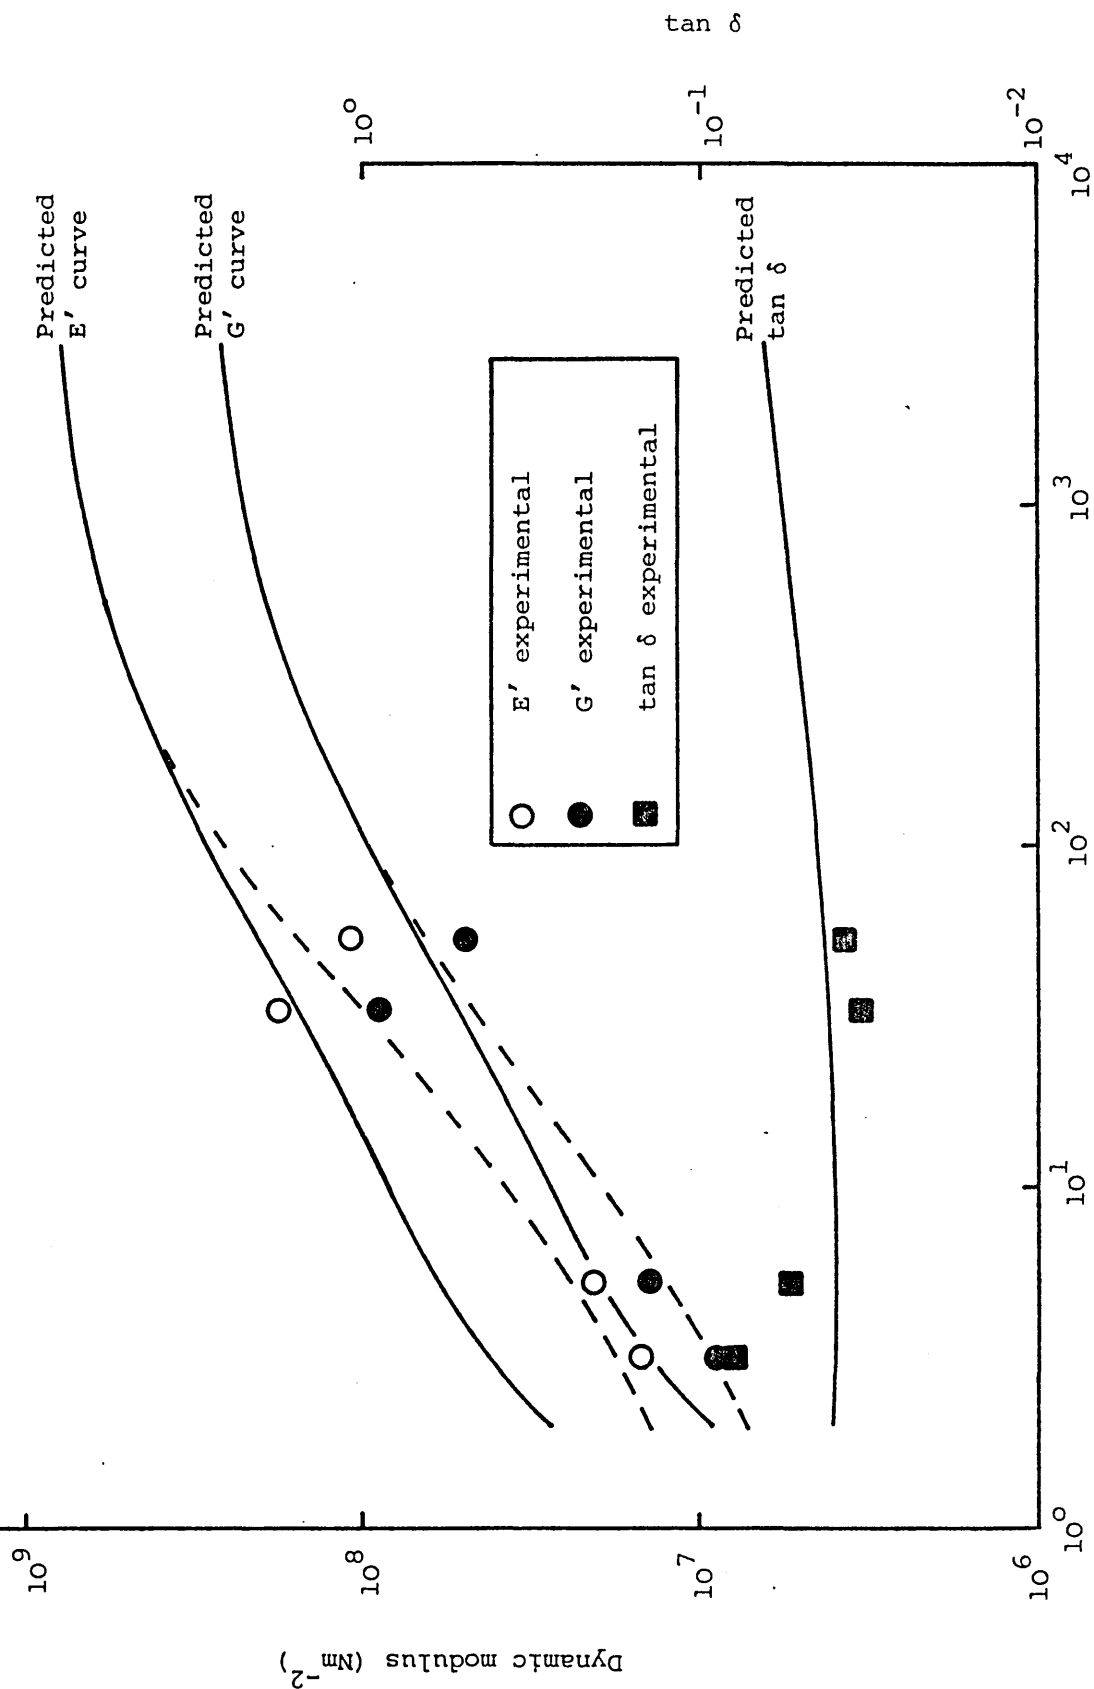 tan δ
10⁰
10⁻¹
10⁻²
Predicted
E′ curve
Predicted
G′ curve
Predicted
tan δ
E′ experimental
G′ experimental
tan δ experimental
10⁹
10⁸
10⁷
10⁶
Dynamic modulus (Nm⁻²)
10⁰
10¹
10²
10³
10⁴